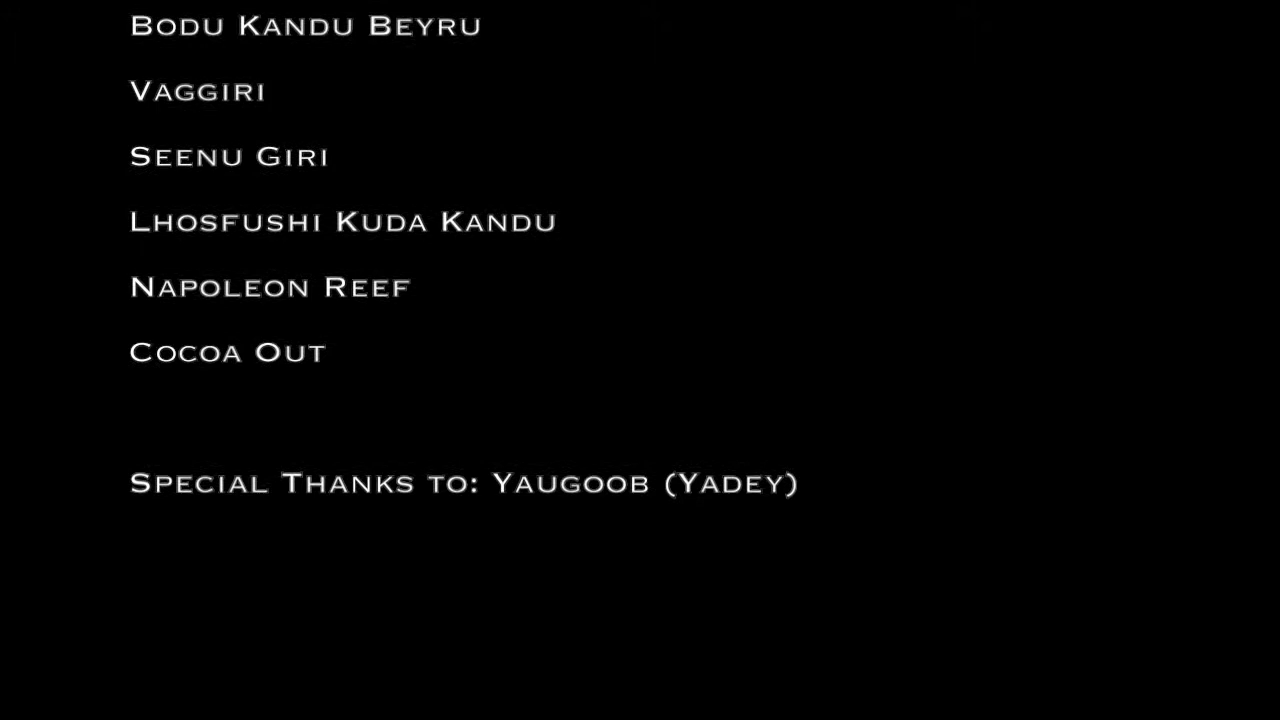 Bodu Kandu Beyru
Vaggiri
Seenu Giri
Lhosfushi Kuda Kandu
Napoleon Reef
Cocoa Out
Special Thanks to: Yaugoob (Yadey)